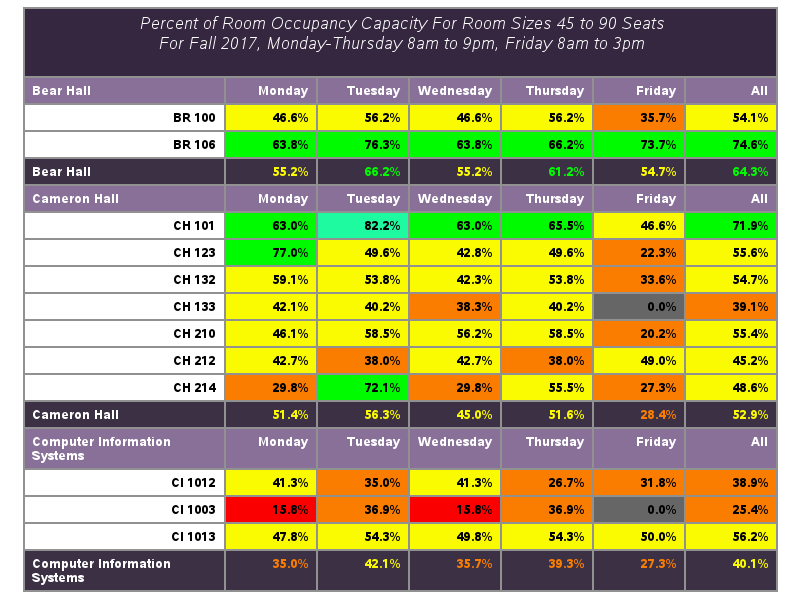 Percent of Room Occupancy Capacity For Room Sizes 45 to 90 Seats
For Fall 2017, Monday-Thursday 8am to 9pm, Friday 8am to 3pm
Bear Hall Monday Tuesday Wednesday Thursday Friday All
BR 100 46.6% 56.2% 46.6% 56.2% 35.7% 54.1%
BR 106 63.8% 76.3% 63.8% 66.2% 73.7% 74.6%
Bear Hall 55.2% 66.2% 55.2% 61.2% 54.7% 64.3%
Cameron Hall Monday Tuesday Wednesday Thursday Friday All
CH 101 63.0% 82.2% 63.0% 65.5% 46.6% 71.9%
CH 123 77.0% 49.6% 42.8% 49.6% 22.3% 55.6%
CH 132 59.1% 53.8% 42.3% 53.8% 33.6% 54.7%
CH 133 42.1% 40.2% 38.3% 40.2% 0.0% 39.1%
CH 210 46.1% 58.5% 56.2% 58.5% 20.2% 55.4%
CH 212 42.7% 38.0% 42.7% 38.0% 49.0% 45.2%
CH 214 29.8% 72.1% 29.8% 55.5% 27.3% 48.6%
Cameron Hall 51.4% 56.3% 45.0% 51.6% 28.4% 52.9%
Computer Information Monday Tuesday Wednesday Thursday Friday All
Systems
CI 1012 41.3% 35.0% 41.3% 26.7% 31.8% 38.9%
CI 1003 15.8% 36.9% 15.8% 36.9% 0.0% 25.4%
CI 1013 47.8% 54.3% 49.8% 54.3% 50.0% 56.2%
Computer Information 35.0% 42.1% 35.7% 39.3% 27.3% 40.1%
Systems